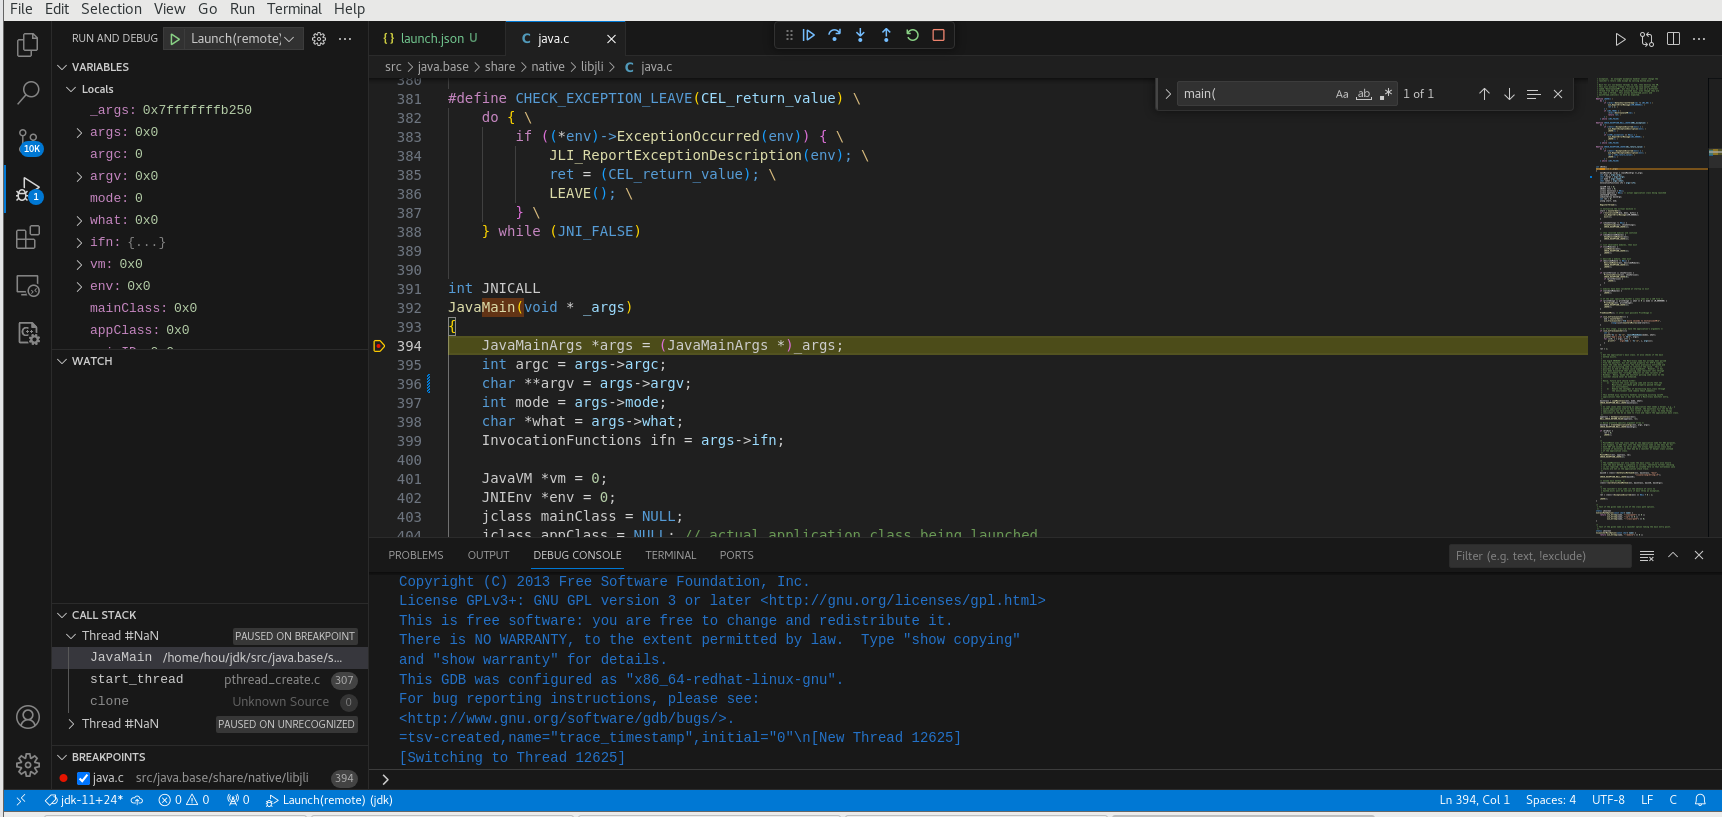 File Edit Selection View Go Run Terminal Help
RUN AND DEBUG Launch(remote)
launch.json U
C java.c
VARIABLES
Locals
_args: 0x7fffffffb250
args: 0x0
argc: 0
argv: 0x0
mode: 0
what: 0x0
ifn: {...}
vm: 0x0
env: 0x0
mainClass: 0x0
appClass: 0x0
10K
1
WATCH
CALL STACK
Thread #NaN PAUSED ON BREAKPOINT
JavaMain /home/hou/jdk/src/java.base/s...
start_thread pthread_create.c 307
clone Unknown Source 0
Thread #NaN PAUSED ON UNRECOGNIZED
BREAKPOINTS
java.c src/java.base/share/native/libjli 394
src > java.base > share > native > libjli > C java.c
main( Aa ab .* 1 of 1
380
381 #define CHECK_EXCEPTION_LEAVE(CEL_return_value) \
382 do { \
383 if ((*env)->ExceptionOccurred(env)) { \
384 JLI_ReportExceptionDescription(env); \
385 ret = (CEL_return_value); \
386 LEAVE(); \
387 } \
388 } while (JNI_FALSE)
389
390
391 int JNICALL
392 JavaMain(void * _args)
393 {
394 JavaMainArgs *args = (JavaMainArgs *)_args;
395 int argc = args->argc;
396 char **argv = args->argv;
397 int mode = args->mode;
398 char *what = args->what;
399 InvocationFunctions ifn = args->ifn;
400
401 JavaVM *vm = 0;
402 JNIEnv *env = 0;
403 jclass mainClass = NULL;
404 jclass appClass = NULL; // actual application class being launched
PROBLEMS OUTPUT DEBUG CONSOLE TERMINAL PORTS
Filter (e.g. text, !exclude)
Copyright (C) 2013 Free Software Foundation, Inc.
License GPLv3+: GNU GPL version 3 or later <http://gnu.org/licenses/gpl.html>
This is free software: you are free to change and redistribute it.
There is NO WARRANTY, to the extent permitted by law.  Type "show copying"
and "show warranty" for details.
This GDB was configured as "x86_64-redhat-linux-gnu".
For bug reporting instructions, please see:
<http://www.gnu.org/software/gdb/bugs/>.
=tsv-created,name="trace_timestamp",initial="0"\n[New Thread 12625]
[Switching to Thread 12625]
>
jdk-11+24* 0 0 0 Launch(remote) (jdk)
Ln 394, Col 1 Spaces: 4 UTF-8 LF C